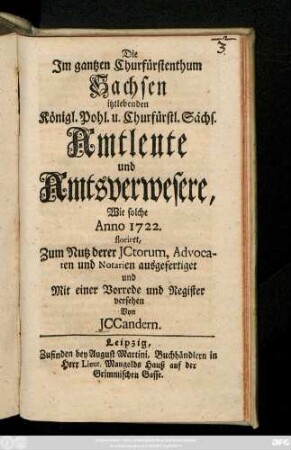 3.
Die
Im gantzen Churfürstenthum
Sachsen
itztlebenden
Königl. Pohl. u. Churfürstl. Sächs.
Amtleute
und
Amtsverwesere,
Wie solche
Anno 1722.
floriret,
Zum Nutz derer JCtorum, Advoca-
ten und Notarien ausgefertiget
und
Mit einer Vorrede und Register
versehen
Von
JCCandern.
Leipzig,
Zufinden bey August Martini, Buchhändlern in
Herr Lieut. Mangolds Hauß auf der
Grimmischen Gasse.